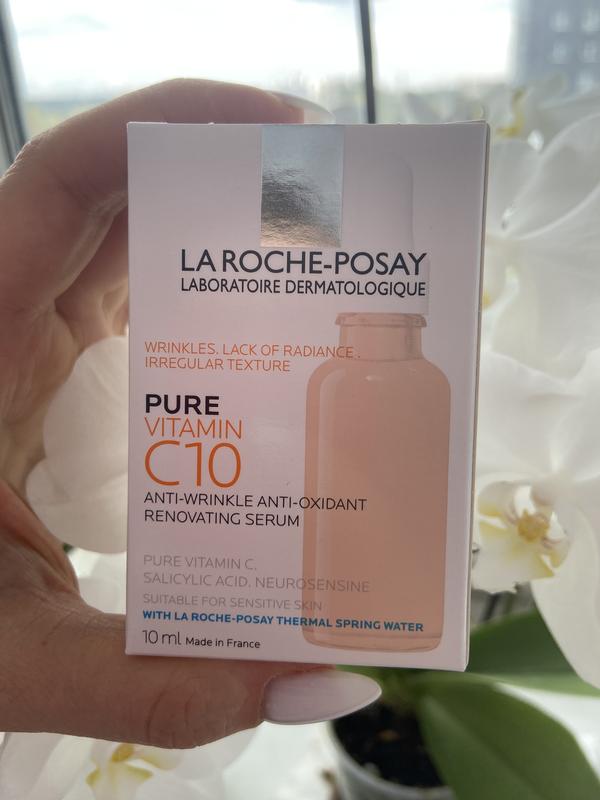 LA ROCHE-POSAY
LABORATOIRE DERMATOLOGIQUE
WRINKLES. LACK OF RADIANCE.
IRREGULAR TEXTURE
PURE
VITAMIN
C10
ANTI-WRINKLE ANTI-OXIDANT
RENOVATING SERUM
PURE VITAMIN C.
SALICYLIC ACID. NEUROSENSINE
SUITABLE FOR SENSITIVE SKIN
WITH LA ROCHE-POSAY THERMAL SPRING WATER
10 ml Made in France